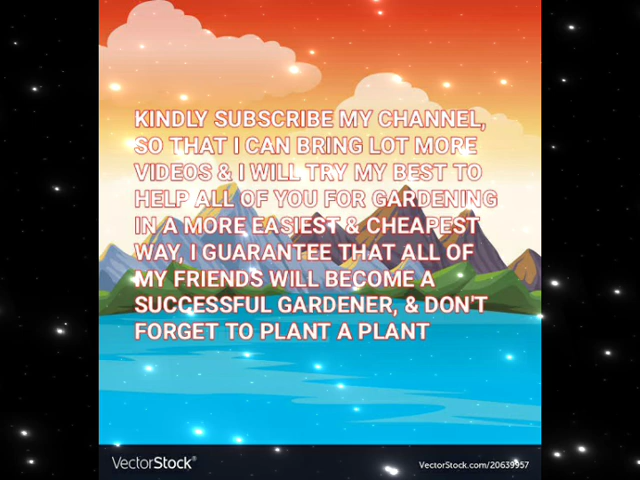 KINDLY SUBSCRIBE MY CHANNEL,
SO THAT I CAN BRING LOT MORE
VIDEOS & I WILL TRY MY BEST TO
HELP ALL OF YOU FOR GARDENING
IN A MORE EASIEST & CHEAPEST
WAY, I GUARANTEE THAT ALL OF
MY FRIENDS WILL BECOME A
SUCCESSFUL GARDENER, & DON'T
FORGET TO PLANT A PLANT
VectorStock®
VectorStock.com/20639957